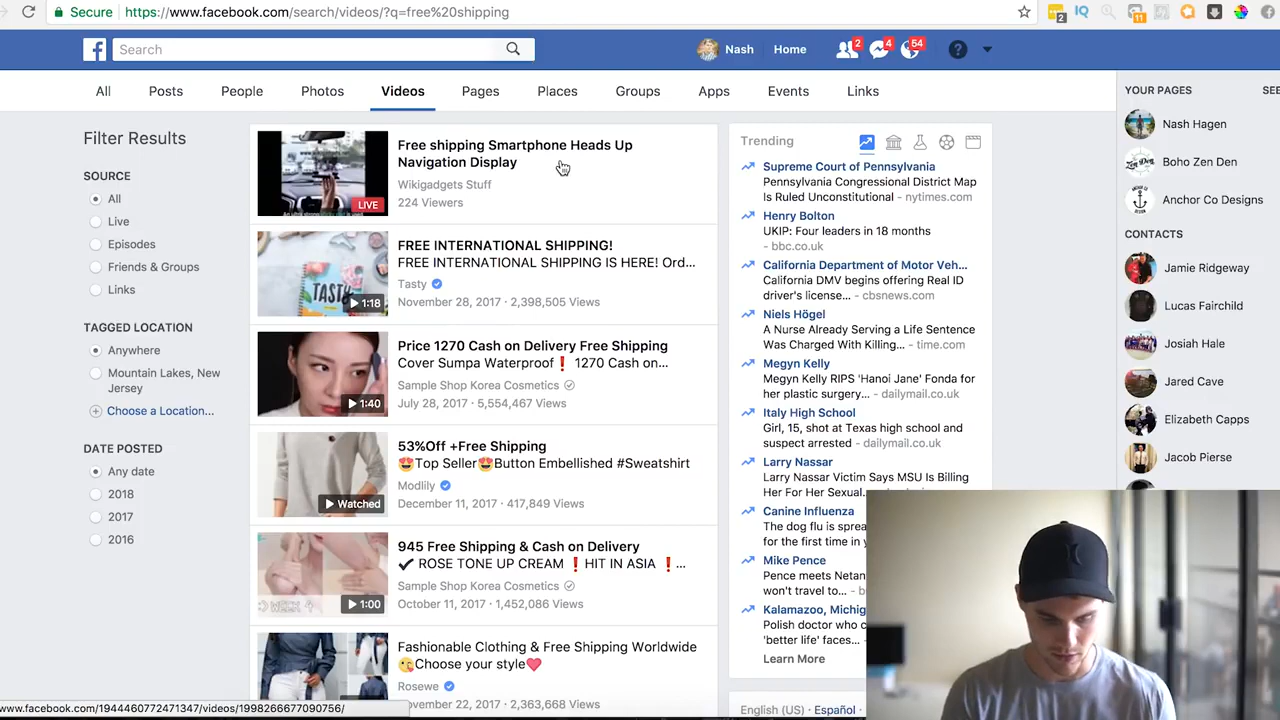 Secure
https://www.facebook.com/search/videos/?q=free%20shipping
2
IQ
11
f
Search
Nash
Home
2
4
54
?
All
Posts
People
Photos
Videos
Pages
Places
Groups
Apps
Events
Links
Filter Results
SOURCE
All
Live
Episodes
Friends & Groups
Links
TAGGED LOCATION
Anywhere
Mountain Lakes, New
Jersey
Choose a Location...
DATE POSTED
Any date
2018
2017
2016
LIVE
Free shipping Smartphone Heads Up
Navigation Display
Wikigadgets Stuff
224 Viewers
TASTY
1:18
FREE INTERNATIONAL SHIPPING!
FREE INTERNATIONAL SHIPPING IS HERE! Ord...
Tasty
November 28, 2017 · 2,398,505 Views
1:40
Price 1270 Cash on Delivery Free Shipping
Cover Sumpa Waterproof❗ 1270 Cash on...
Sample Shop Korea Cosmetics
July 28, 2017 · 5,554,467 Views
Watched
53%Off +Free Shipping
😍Top Seller😍Button Embellished #Sweatshirt
Modlily
December 11, 2017 · 417,849 Views
1:00
945 Free Shipping & Cash on Delivery
✔ ROSE TONE UP CREAM ❗HIT IN ASIA ❗...
Sample Shop Korea Cosmetics
October 11, 2017 · 1,452,086 Views
Fashionable Clothing & Free Shipping Worldwide
😘Choose your style❤
Rosewe
November 22, 2017 · 2,363,668 Views
Trending
Supreme Court of Pennsylvania
Pennsylvania Congressional District Map
Is Ruled Unconstitutional - nytimes.com
Henry Bolton
UKIP: Four leaders in 18 months
- bbc.co.uk
California Department of Motor Veh...
California DMV begins offering Real ID
driver's license... - cbsnews.com
Niels Högel
A Nurse Already Serving a Life Sentence
Was Charged With Killing... - time.com
Megyn Kelly
Megyn Kelly RIPS 'Hanoi Jane' Fonda for
her plastic surgery... - dailymail.co.uk
Italy High School
Girl, 15, shot at Texas high school and
suspect arrested - dailymail.co.uk
Larry Nassar
Larry Nassar Victim Says MSU Is Billing
Her For Her Sexual...
Canine Influenza
The dog flu is sprea
for the first time in y
Mike Pence
Pence meets Netan
won't travel to... - b
Kalamazoo, Michig
Polish doctor who c
'better life' faces...
Learn More
English (US) · Español ·
YOUR PAGES
SEE
Nash Hagen
Boho Zen Den
Anchor Co Designs
CONTACTS
Jamie Ridgeway
Lucas Fairchild
Josiah Hale
Jared Cave
Elizabeth Capps
Jacob Pierse
www.facebook.com/1944460772471347/videos/1998266677090756/